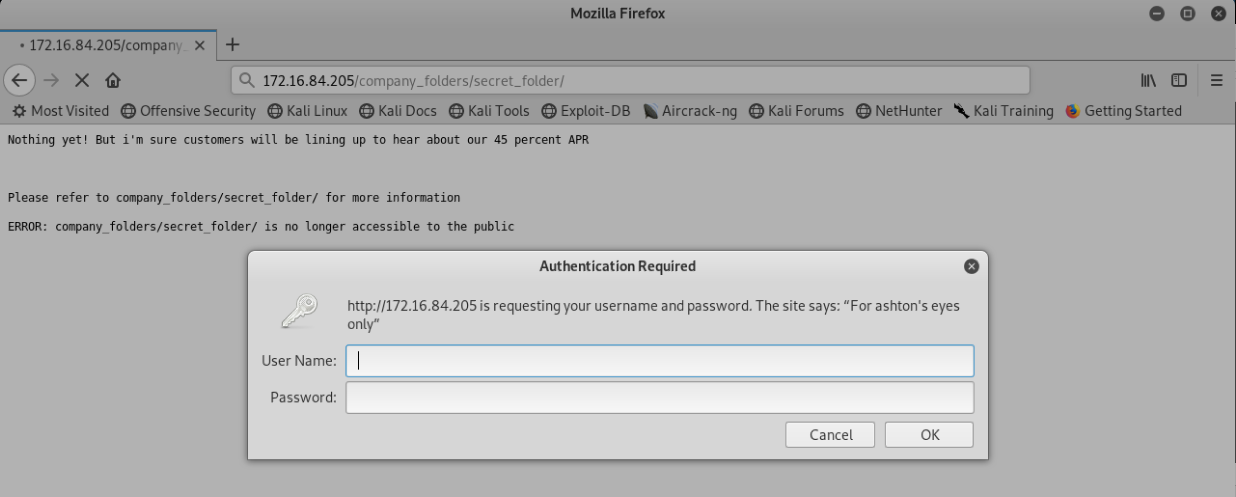 Mozilla Firefox
• 172.16.84.205/company_
172.16.84.205/company_folders/secret_folder/
Most Visited Offensive Security Kali Linux Kali Docs Kali Tools Exploit-DB Aircrack-ng Kali Forums NetHunter Kali Training Getting Started
Nothing yet! But i'm sure customers will be lining up to hear about our 45 percent APR
Please refer to company_folders/secret_folder/ for more information
ERROR: company_folders/secret_folder/ is no longer accessible to the public
Authentication Required
http://172.16.84.205 is requesting your username and password. The site says: “For ashton's eyes
only”
User Name:
Password:
Cancel OK